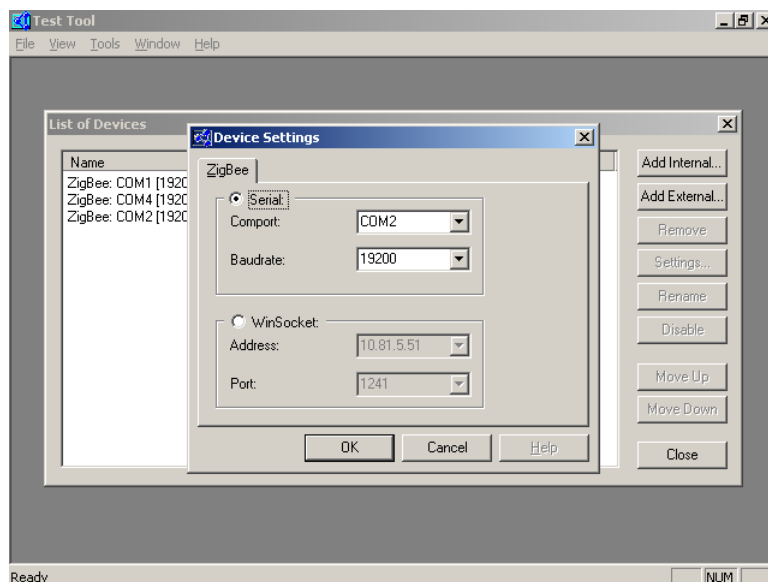 Test Tool
File View Tools Window Help
List of Devices
Name
ZigBee: COM1 [1920
ZigBee: COM4 [1920
ZigBee: COM2 [1920
Device Settings
ZigBee
Serial:
Comport: COM2
Baudrate: 19200
WinSocket:
Address: 10.81.5.51
Port: 1241
OK Cancel Help
Add Internal...
Add External...
Remove
Settings...
Rename
Disable
Move Up
Move Down
Close
Ready NUM